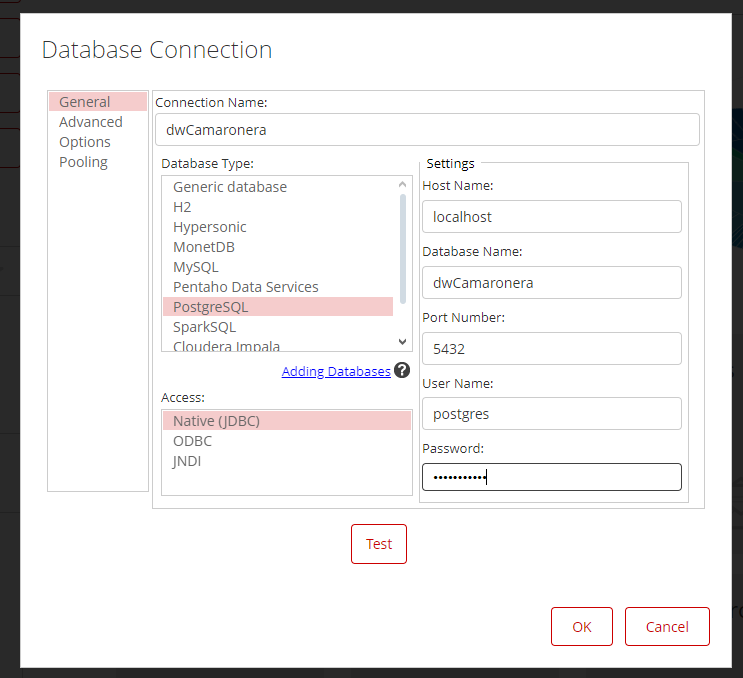 Database Connection
General
Advanced
Options
Pooling
Connection Name:
dwCamaronera
Database Type:
Generic database
H2
Hypersonic
MonetDB
MySQL
Pentaho Data Services
PostgreSQL
SparkSQL
Cloudera Impala
Adding Databases ?
Access:
Native (JDBC)
ODBC
JNDI
Settings
Host Name:
localhost
Database Name:
dwCamaronera
Port Number:
5432
User Name:
postgres
Password:
•••••••••••
Test
OK
Cancel